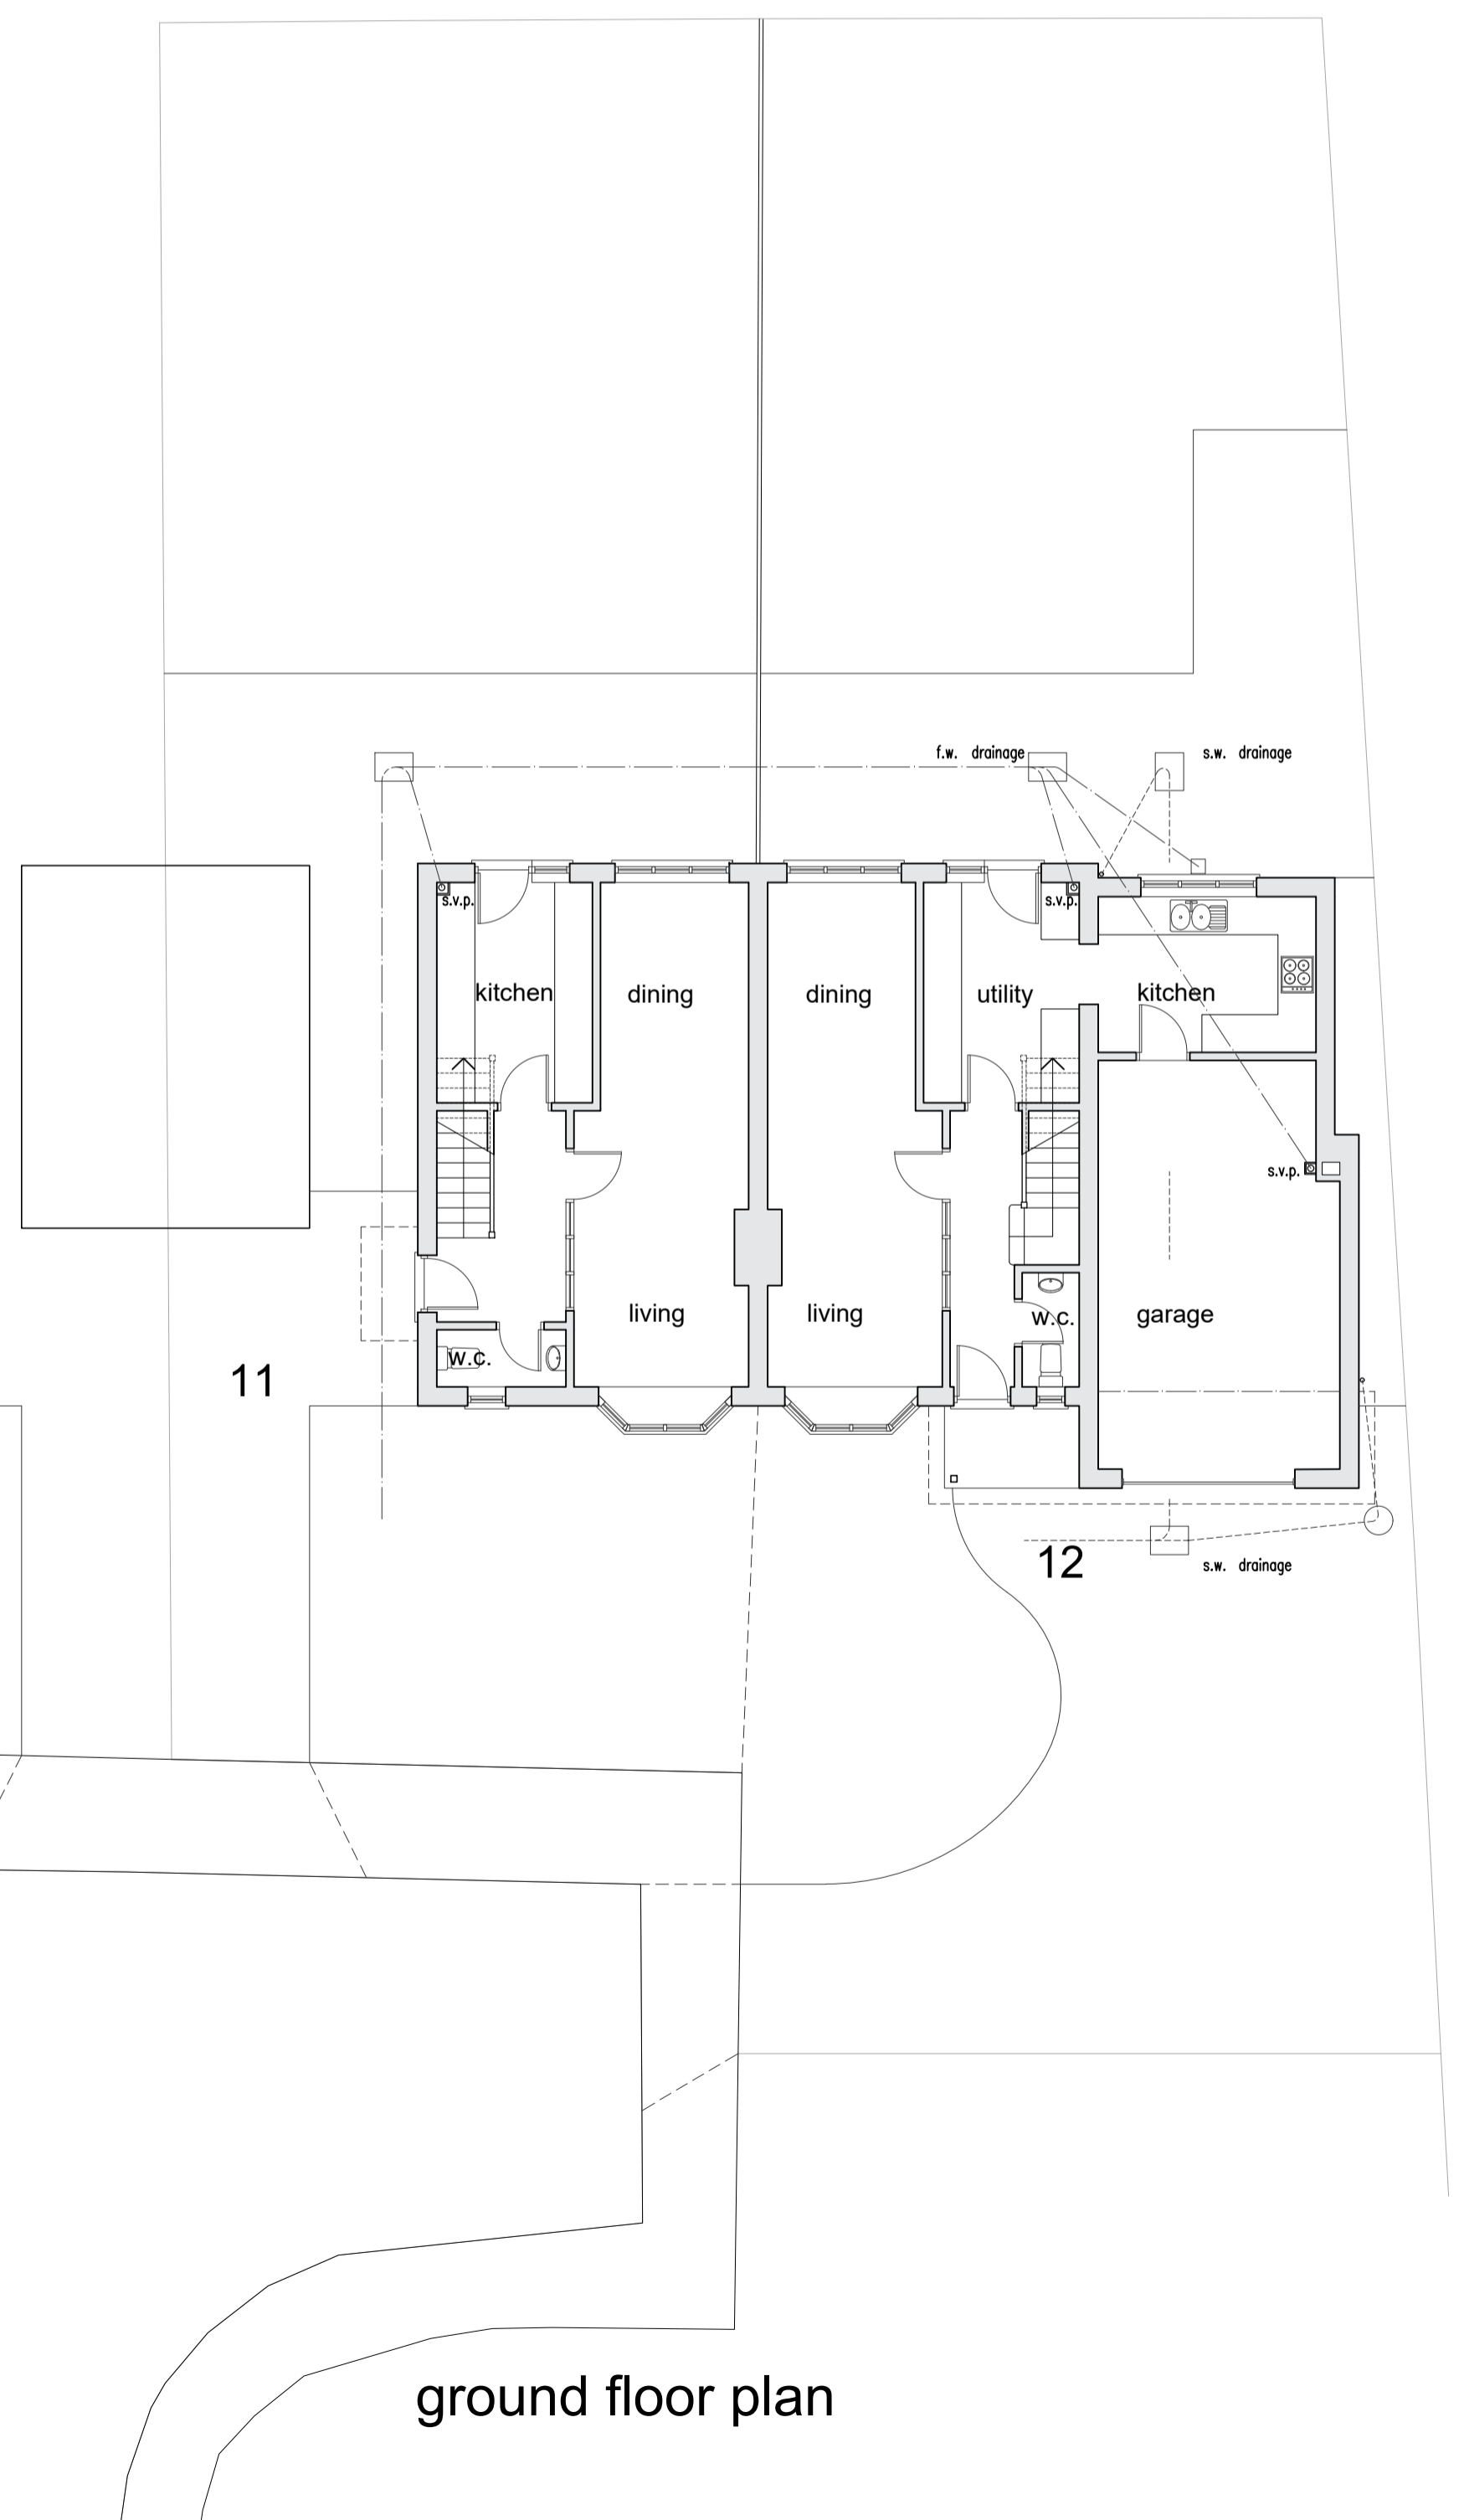 f.w. drainage
s.w. drainage
s.v.p.
s.v.p.
kitchen
dining
dining
utility
kitchen
s.v.p.
living
living
w.c.
garage
w.c.
11
12
s.w. drainage
ground floor plan